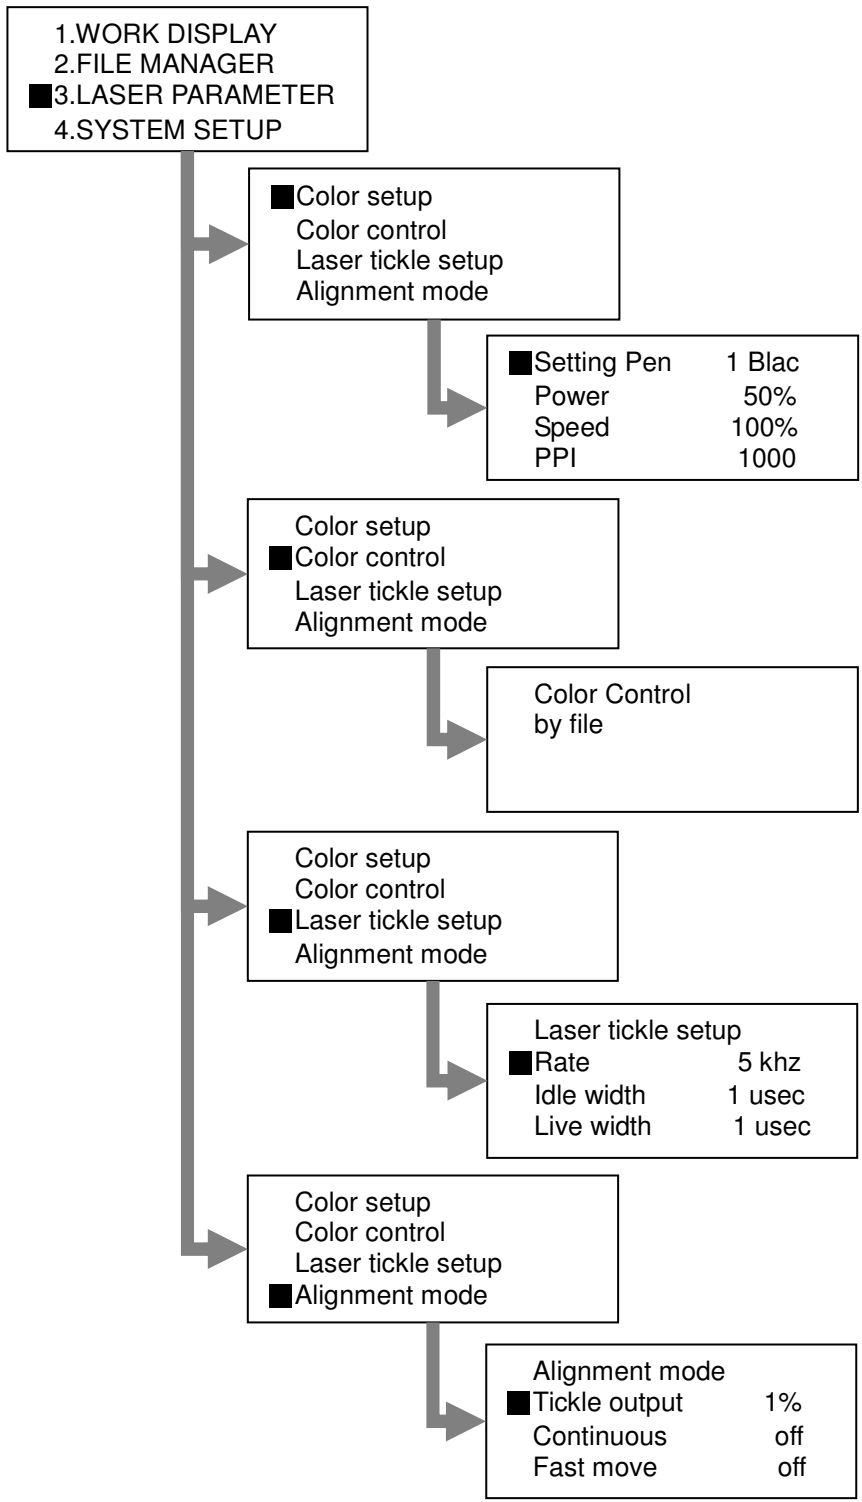 1.WORK DISPLAY
2.FILE MANAGER
3.LASER PARAMETER
4.SYSTEM SETUP
Color setup
Color control
Laser tickle setup
Alignment mode
Setting Pen 1 Blac
Power 50%
Speed 100%
PPI 1000
Color setup
Color control
Laser tickle setup
Alignment mode
Color Control
by file
Color setup
Color control
Laser tickle setup
Alignment mode
Laser tickle setup
Rate 5 khz
Idle width 1 usec
Live width 1 usec
Color setup
Color control
Laser tickle setup
Alignment mode
Alignment mode
Tickle output 1%
Continuous off
Fast move off